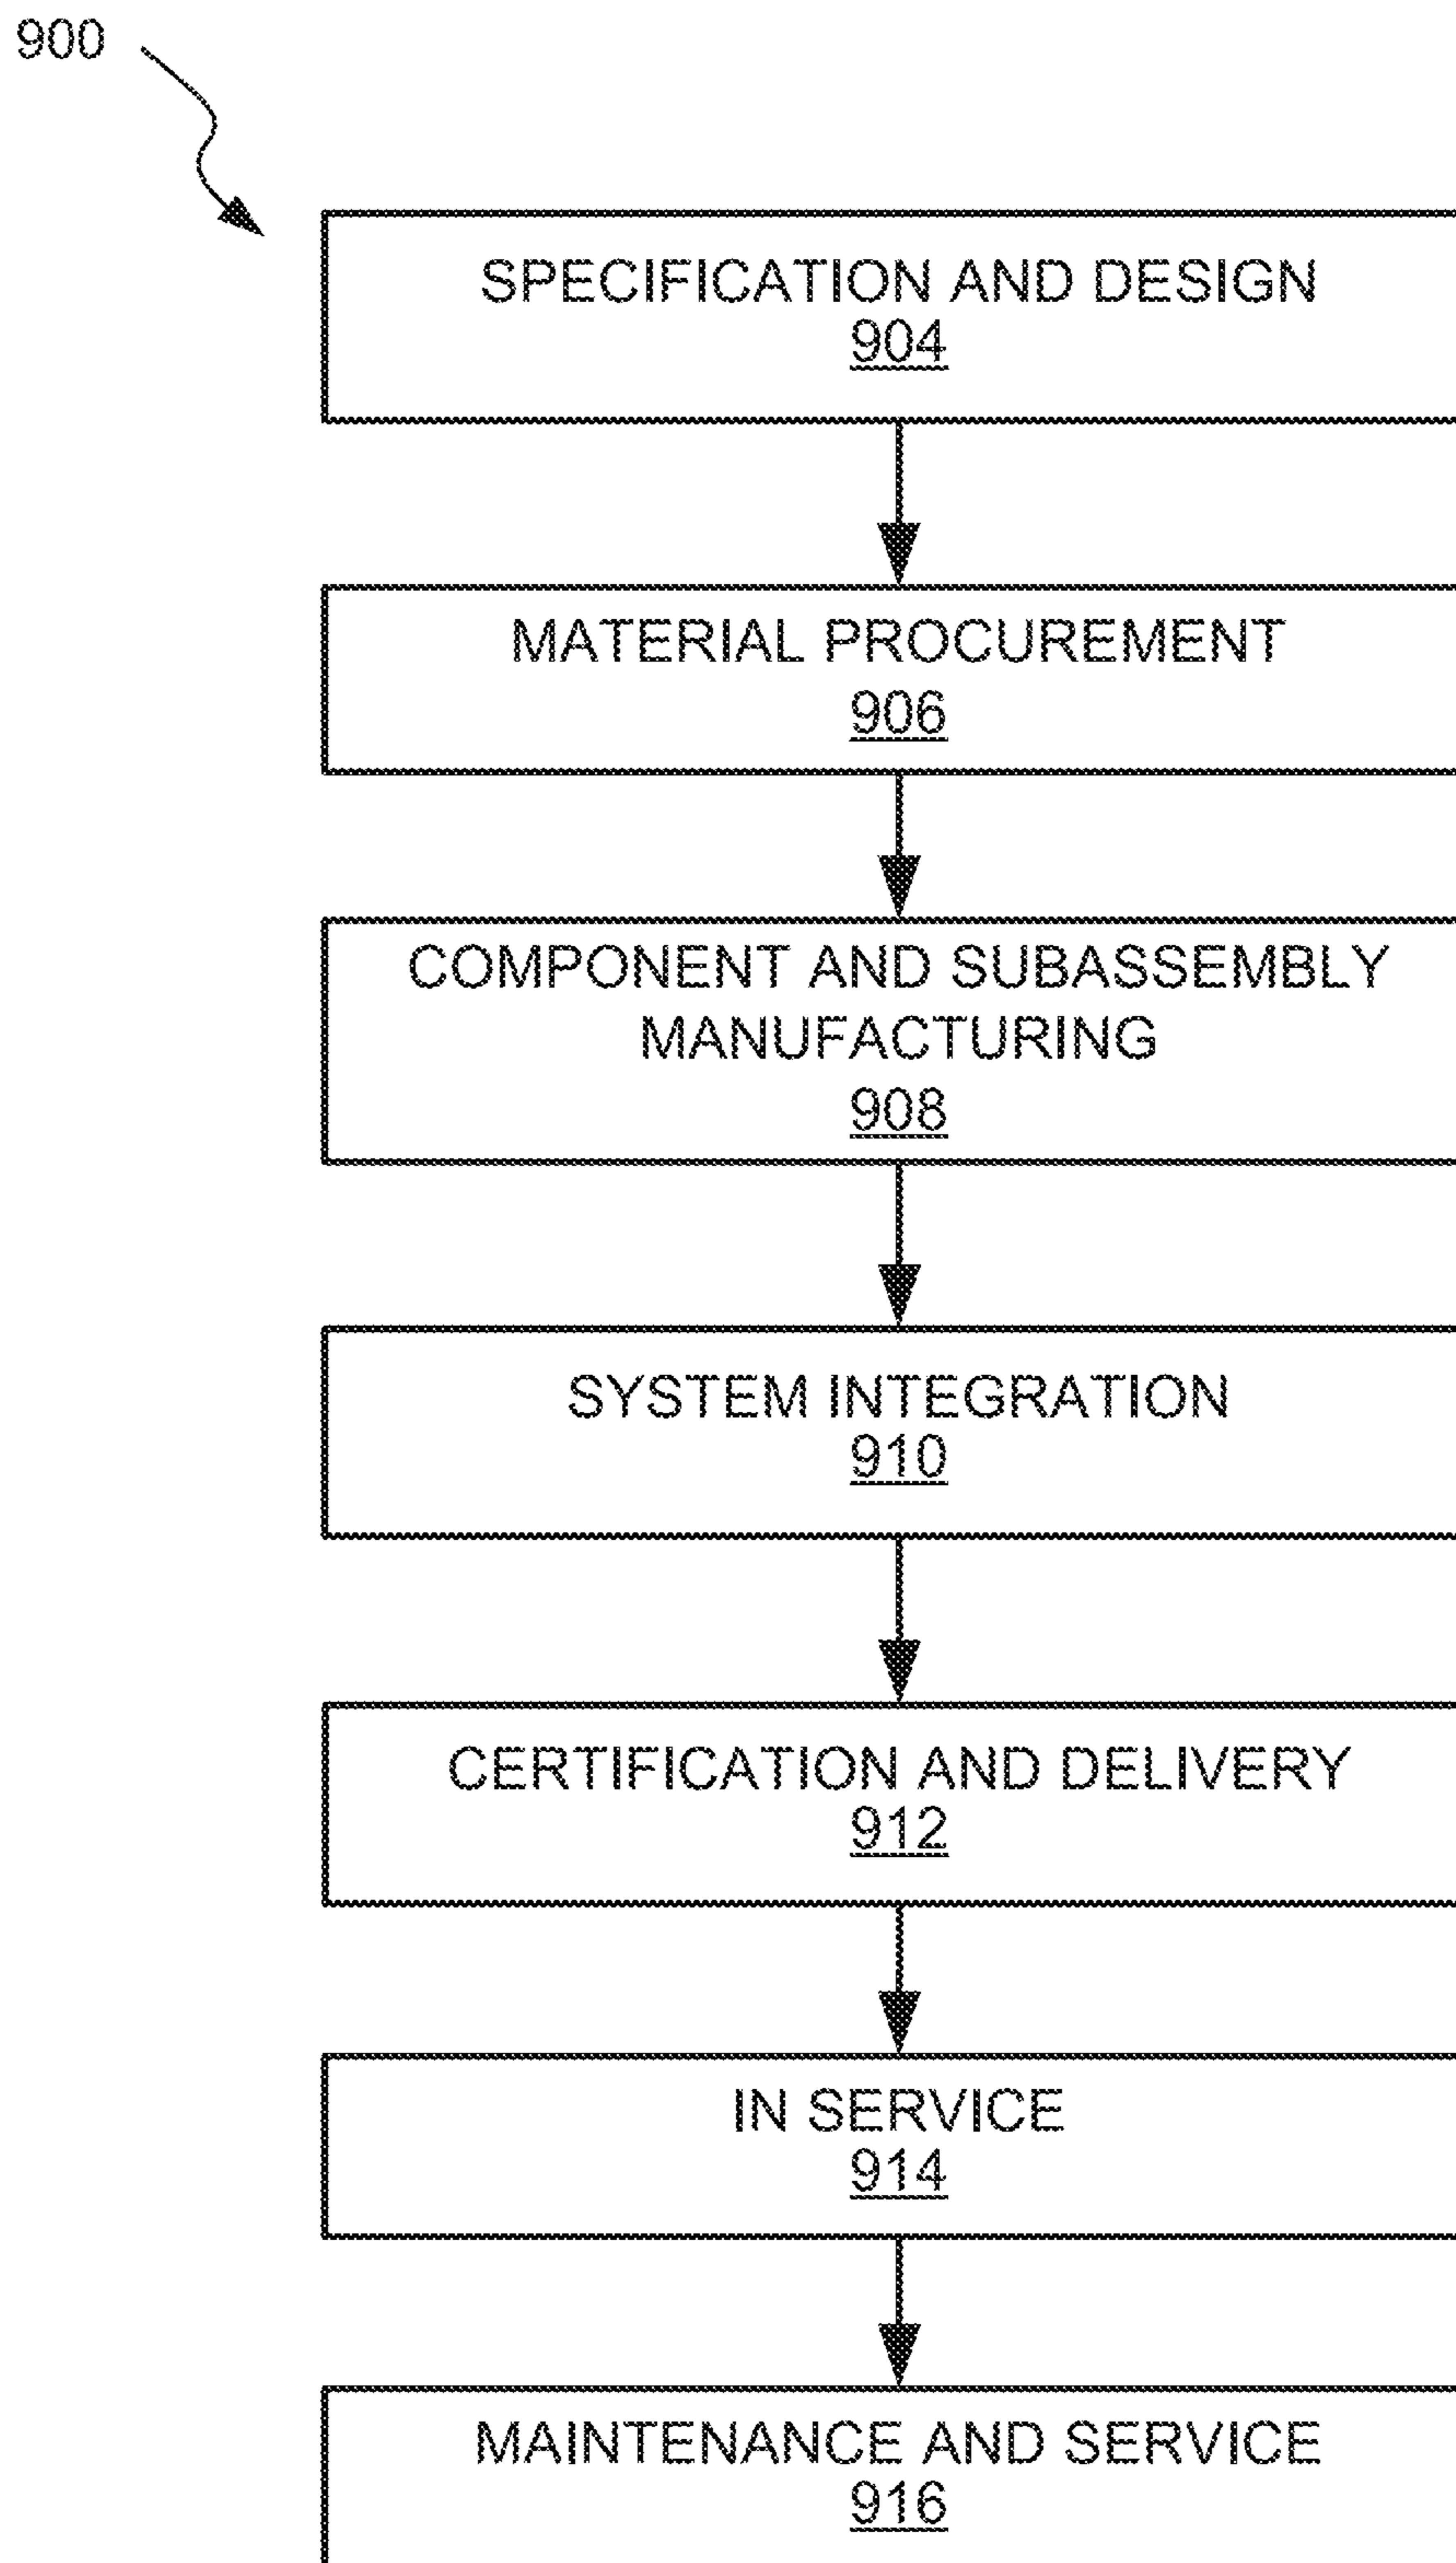 900
SPECIFICATION AND DESIGN
904
MATERIAL PROCUREMENT
906
COMPONENT AND SUBASSEMBLY
MANUFACTURING
908
SYSTEM INTEGRATION
910
CERTIFICATION AND DELIVERY
912
IN SERVICE
914
MAINTENANCE AND SERVICE
916